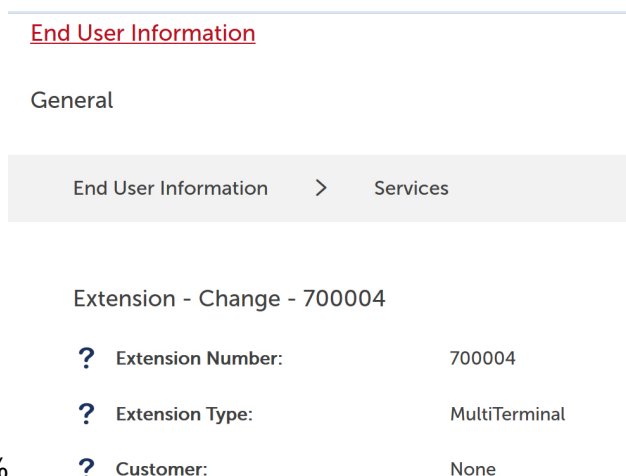 End User Information
General
End User Information > Services
Extension - Change - 700004
? Extension Number: 700004
? Extension Type: MultiTerminal
? Customer: None